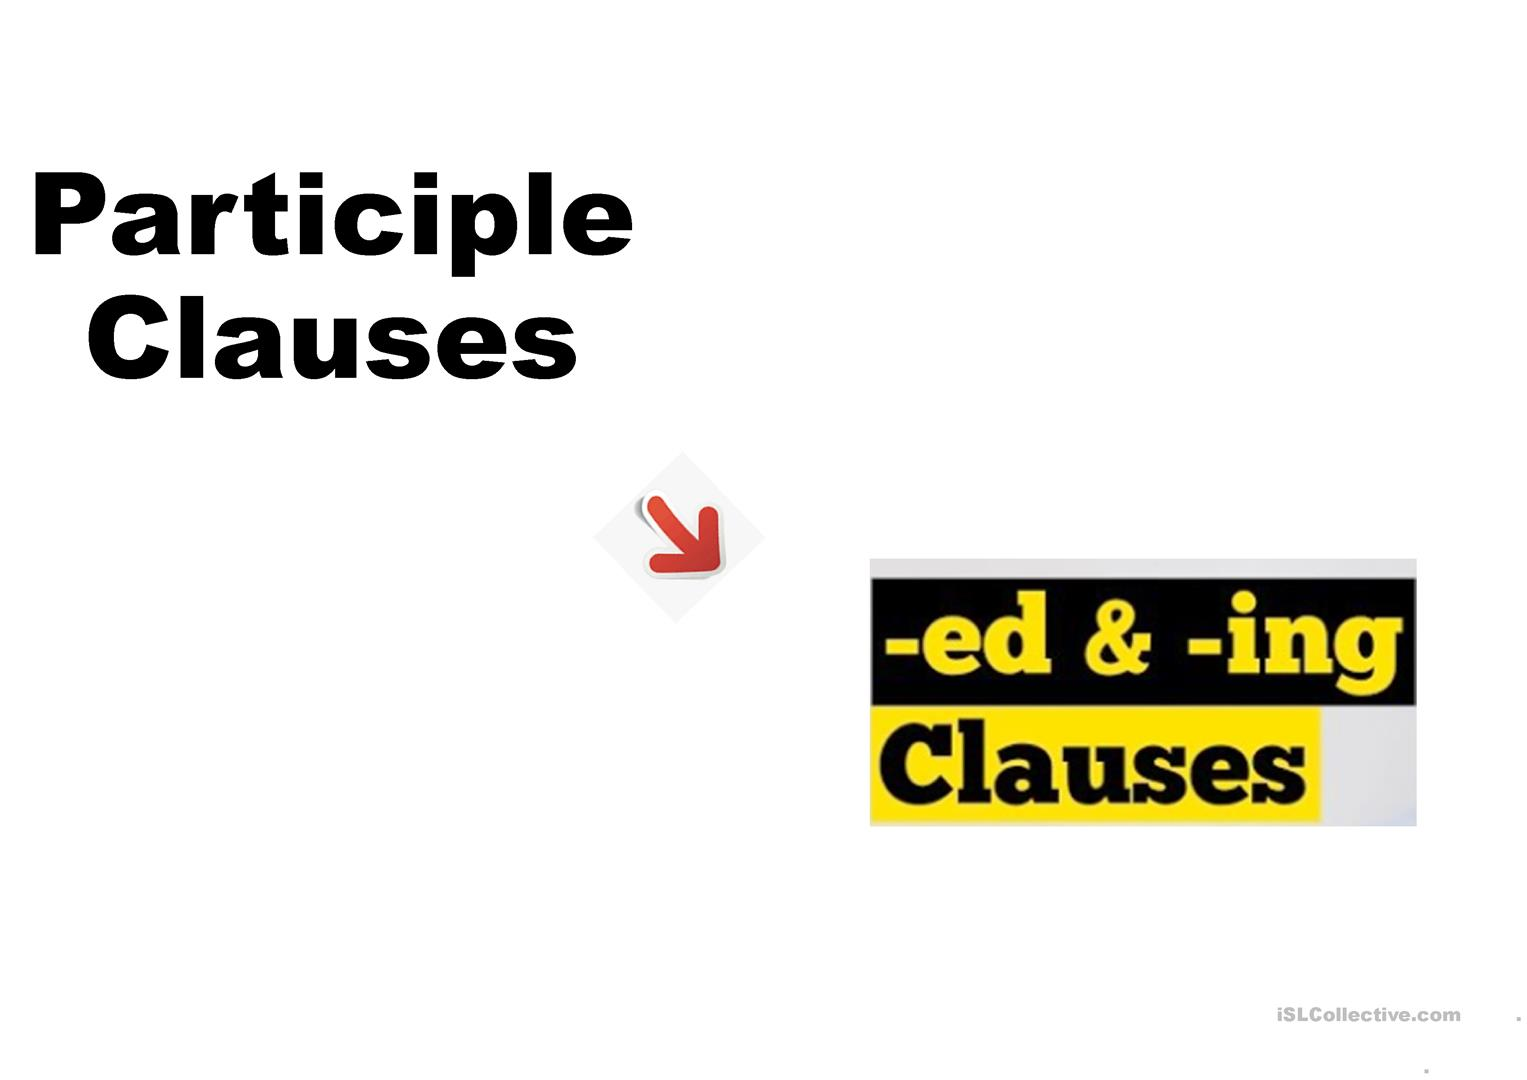 Participle
Clauses
-ed & -ing
Clauses
iSLCollective.com